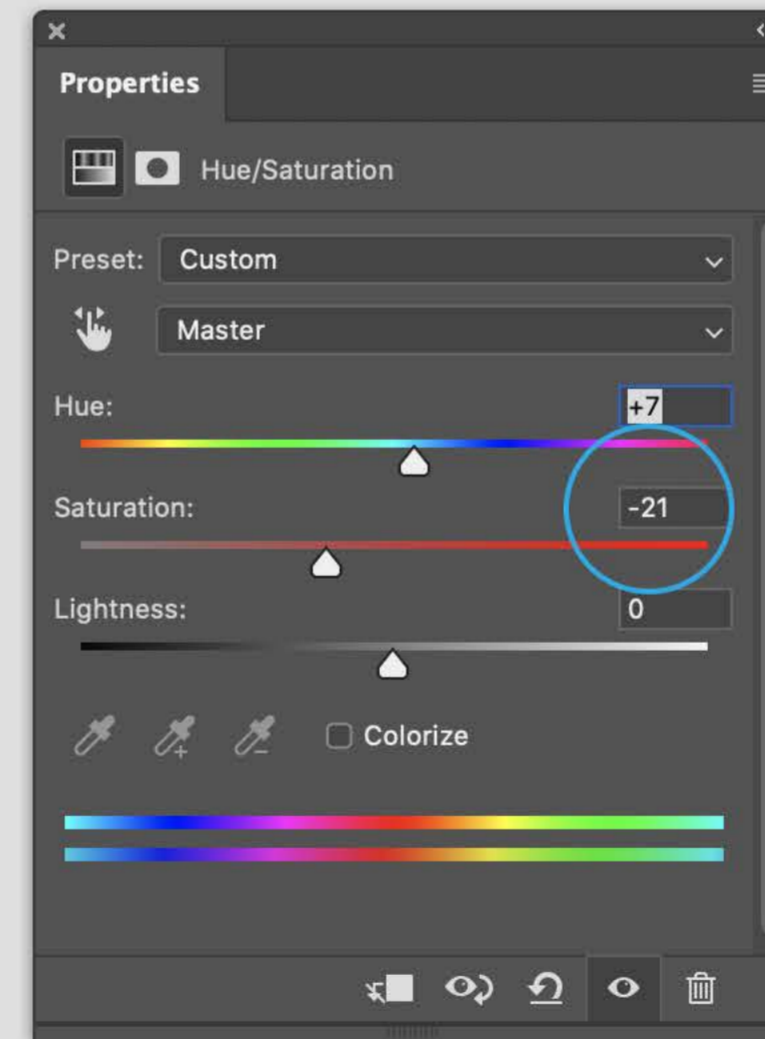 Properties
Hue/Saturation
Preset: Custom
Master
Hue: +7
Saturation: -21
Lightness: 0
Colorize